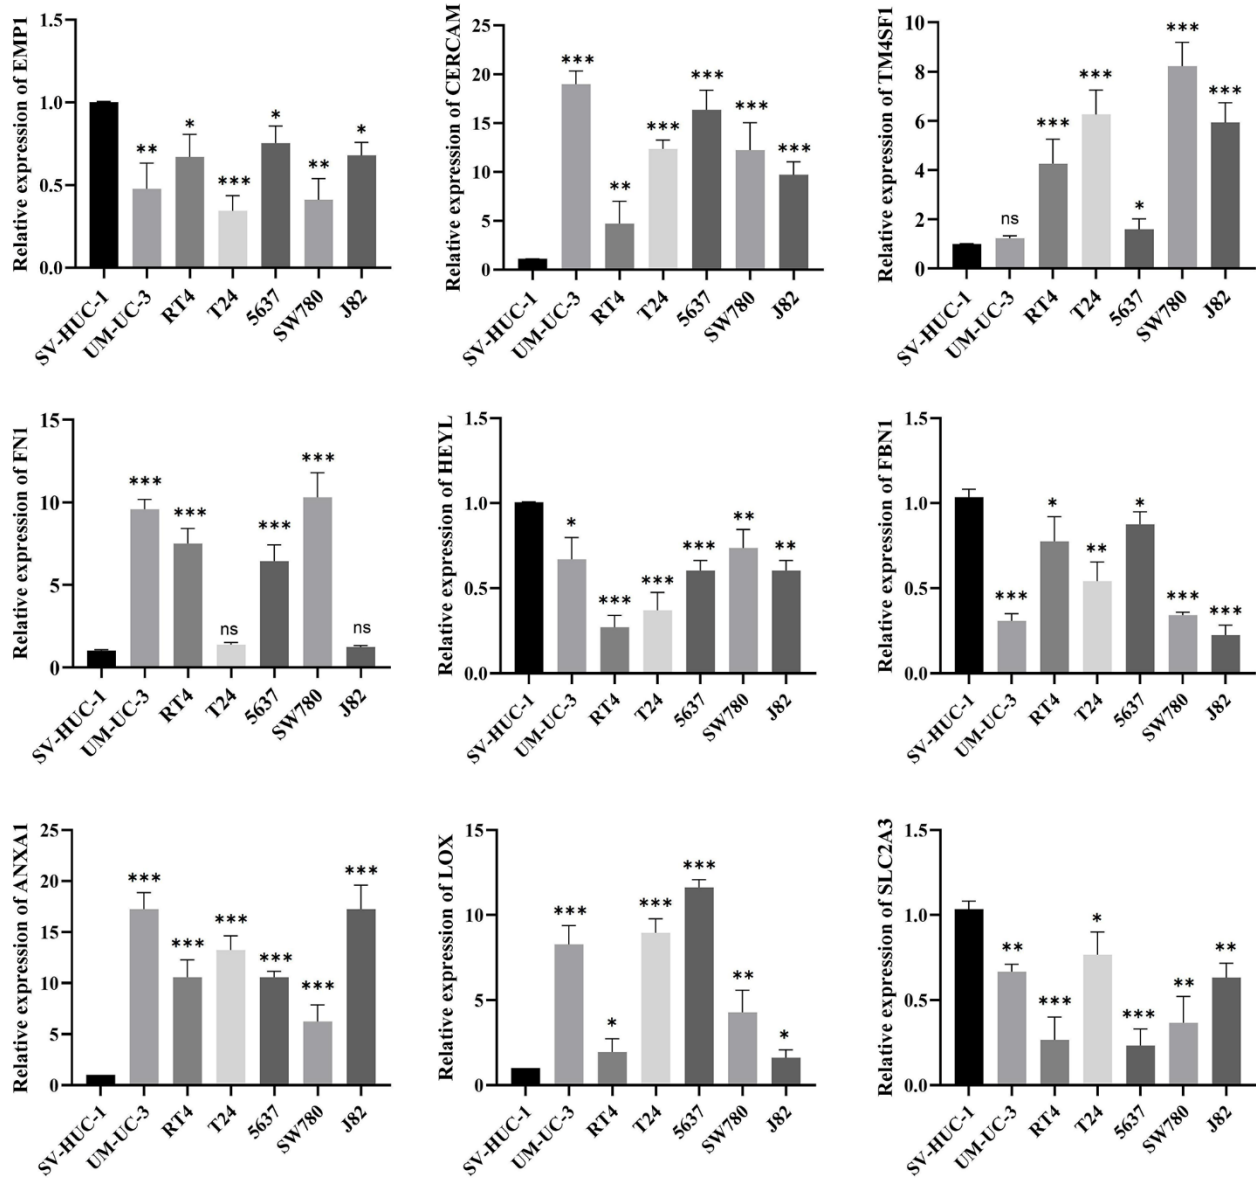 Relative expression of EMP1
1.5
1.0
0.5
0.0
**
*
***
*
**
*
SV-HUC-1
UM-UC-3
RT4
T24
5637
SW780
J82
Relative expression of CERCAM
25
20
15
10
5
0
***
**
***
***
***
***
SV-HUC-1
UM-UC-3
RT4
T24
5637
SW780
J82
Relative expression of TM4SF1
10
8
6
4
2
0
ns
***
***
*
***
***
SV-HUC-1
UM-UC-3
RT4
T24
5637
SW780
J82
Relative expression of FN1
15
10
5
0
***
***
ns
***
***
ns
SV-HUC-1
UM-UC-3
RT4
T24
5637
SW780
J82
Relative expression of HEYL
1.5
1.0
0.5
0.0
*
***
***
***
**
**
SV-HUC-1
UM-UC-3
RT4
T24
5637
SW780
J82
Relative expression of FBN1
1.5
1.0
0.5
0.0
***
*
**
*
***
***
SV-HUC-1
UM-UC-3
RT4
T24
5637
SW780
J82
Relative expression of ANXA1
25
20
15
10
5
0
***
***
***
***
***
***
SV-HUC-1
UM-UC-3
RT4
T24
5637
SW780
J82
Relative expression of LOX
15
10
5
0
***
*
***
***
**
*
SV-HUC-1
UM-UC-3
RT4
T24
5637
SW780
J82
Relative expression of SLC2A3
1.5
1.0
0.5
0.0
**
***
*
***
**
**
SV-HUC-1
UM-UC-3
RT4
T24
5637
SW780
J82